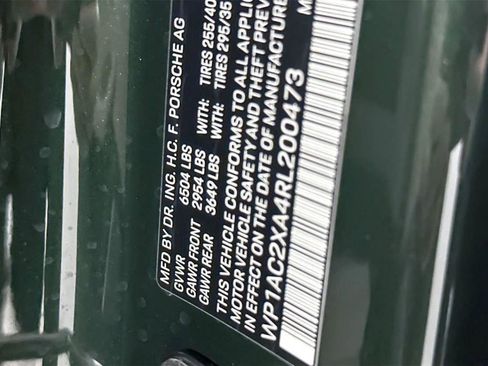 MFD BY DR. ING. H.C. F. PORSCHE AG
GVWR 6504 LBS
GAWR FRONT 2954 LBS WITH: TIRES 255/40
GAWR REAR 3649 LBS WITH: TIRES 295/35
THIS VEHICLE CONFORMS TO ALL APPLIC
MOTOR VEHICLE SAFETY AND THEFT PREV
IN EFFECT ON THE DATE OF MANUFACTURE
WP1AC2XA4RL200473